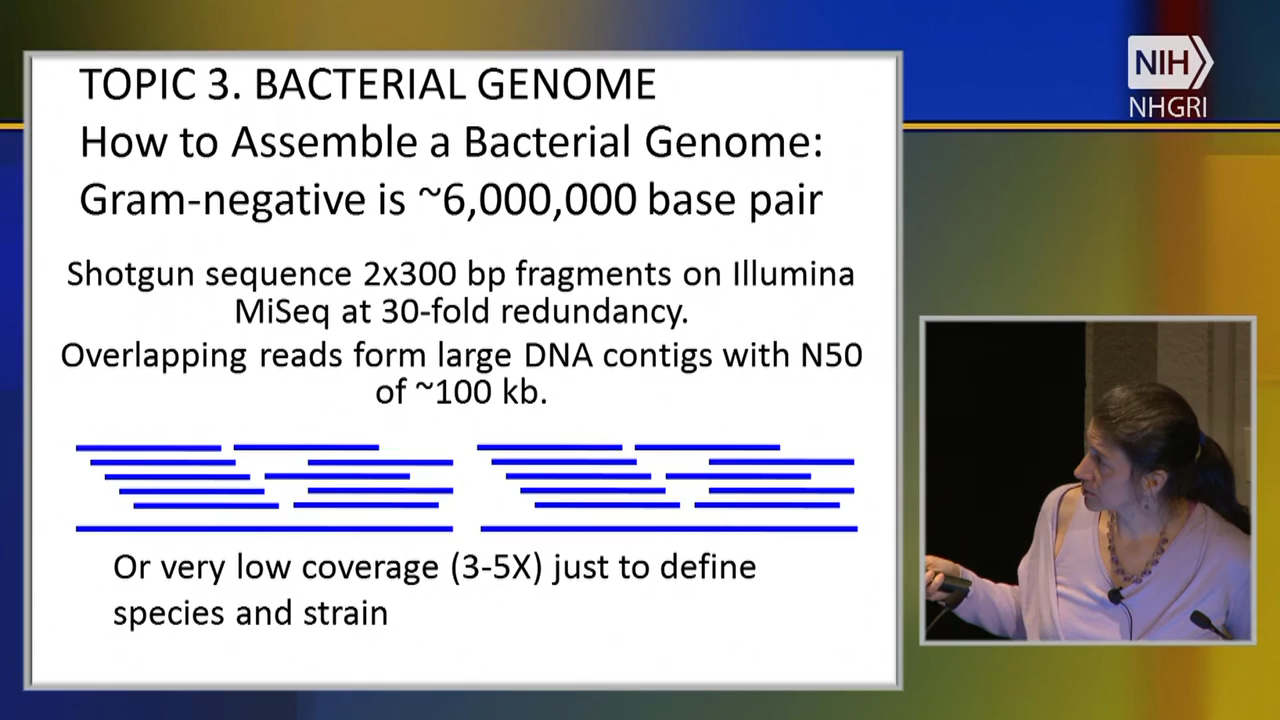 TOPIC 3. BACTERIAL GENOME
How to Assemble a Bacterial Genome:
Gram-negative is ~6,000,000 base pair
Shotgun sequence 2x300 bp fragments on Illumina
MiSeq at 30-fold redundancy.
Overlapping reads form large DNA contigs with N50
of ~100 kb.
Or very low coverage (3-5X) just to define
species and strain
NIH
NHGRI